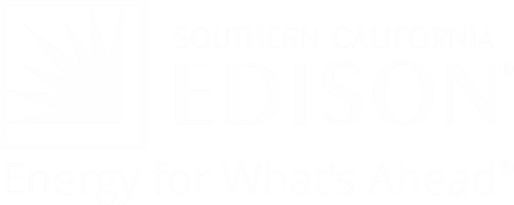 SOUTHERN CALIFORNIA
EDISON®
Energy for What's Ahead®